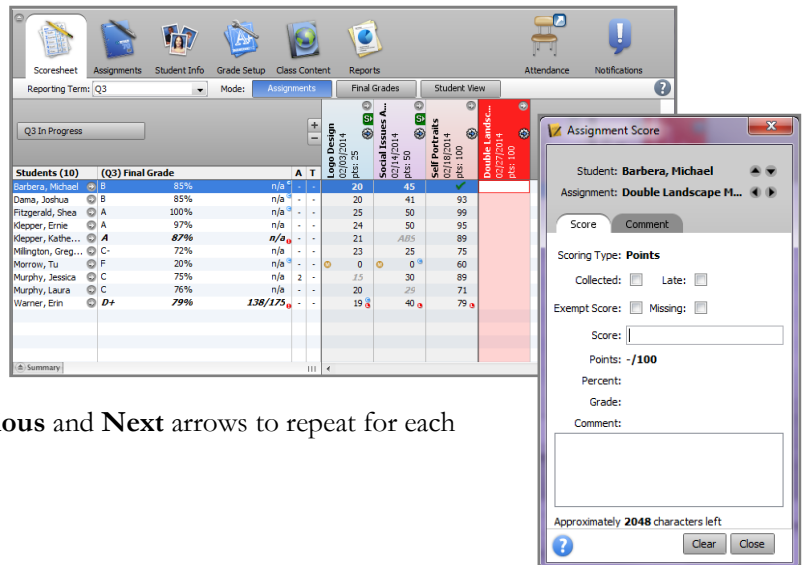 Scoresheet Assignments Student Info Grade Setup Class Content Reports Attendance Notifications
Reporting Term: Q3 Mode: Assignments Final Grades Student View
Q3 In Progress
Logo Design
02/03/2014
pts: 25
Social Issues A...
02/14/2014
pts: 50
Self Portraits
02/18/2014
pts: 100
Double Landsc...
02/27/2014
pts: 100
Students (10) (Q3) Final Grade A T
Barbera, Michael B 85% n/a - - 20 45
Dama, Joshua B 85% n/a - - 20 41 93
Fitzgerald, Shea A 100% n/a - - 25 50 99
Klepper, Ernie A 97% n/a - - 24 50 95
Klepper, Kathe... A 87% n/a - - 21 ABS 89
Millington, Greg... C- 72% n/a - - 23 25 75
Morrow, Tu F 20% n/a - - 0 0 60
Murphy, Jessica C 75% n/a 2 - 15 30 89
Murphy, Laura C 76% n/a - - 20 25 71
Warner, Erin D+ 79% 138/175 - - 19 40 79
Summary
ous and Next arrows to repeat for each
Assignment Score
Student: Barbera, Michael
Assignment: Double Landscape M...
Score Comment
Scoring Type: Points
Collected: Late:
Exempt Score: Missing:
Score:
Points: -/100
Percent:
Grade:
Comment:
Approximately 2048 characters left
Clear Close